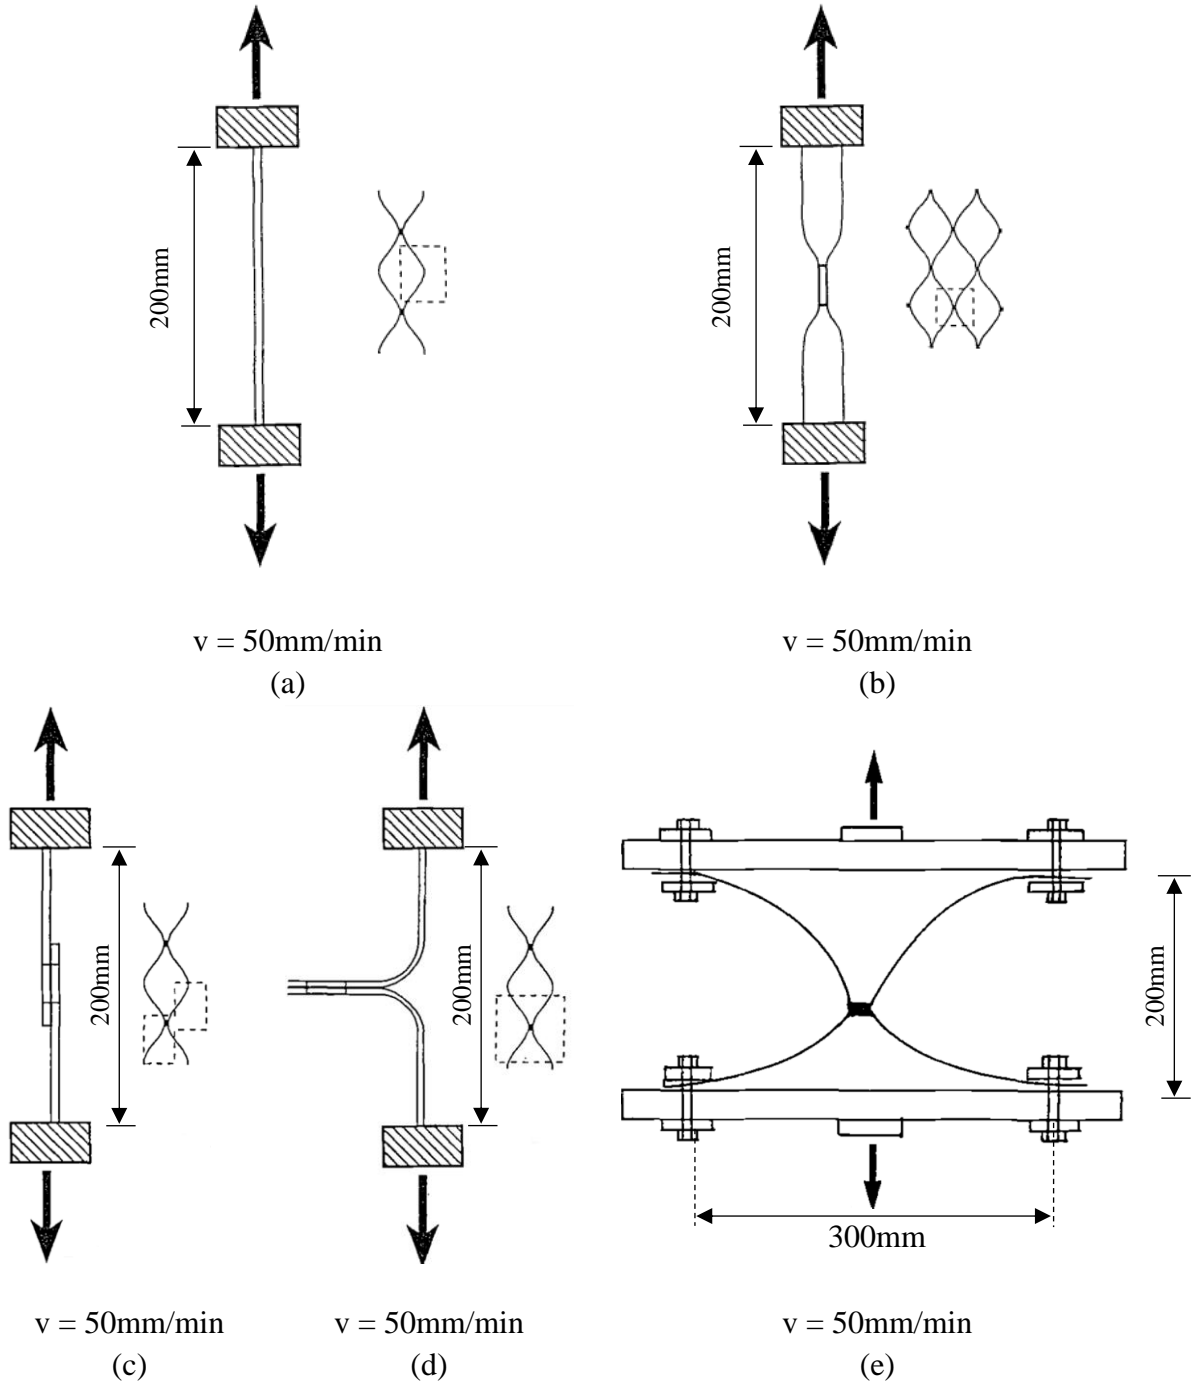 200mm
200mm
v = 50mm/min
v = 50mm/min
(a)
(b)
200mm
200mm
200mm
300mm
v = 50mm/min
v = 50mm/min
v = 50mm/min
(c)
(d)
(e)